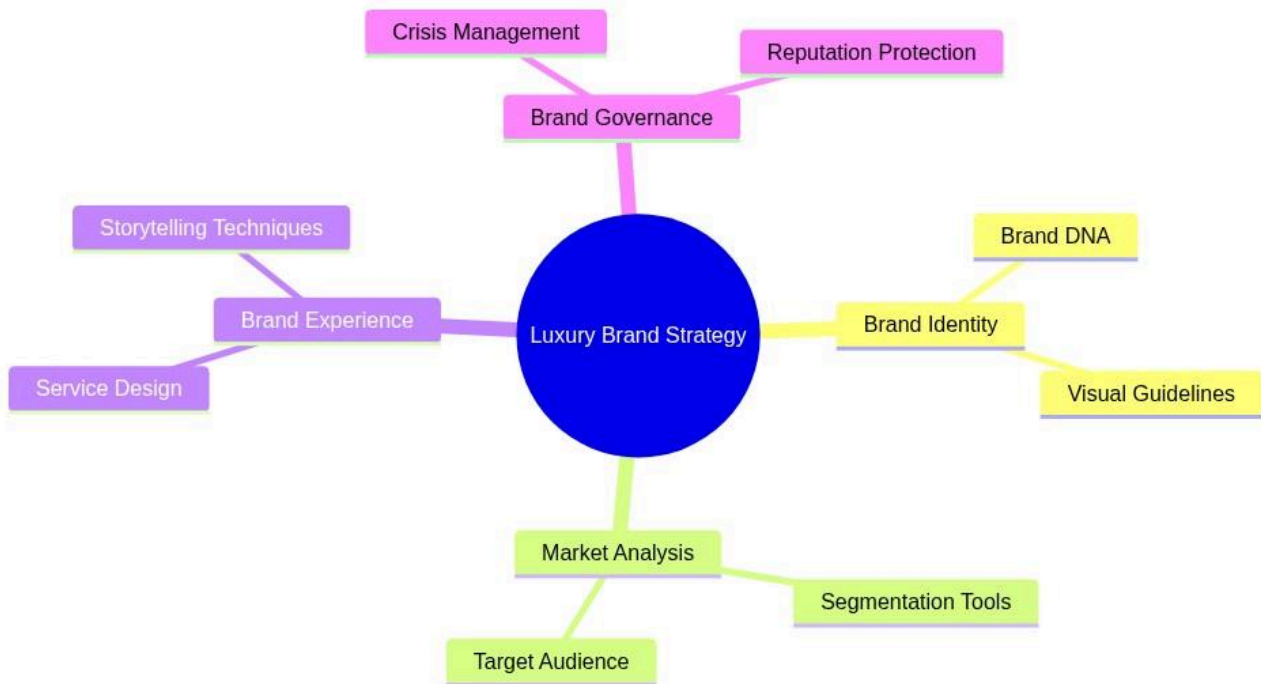 Crisis Management
Reputation Protection
Brand Governance
Storytelling Techniques
Brand DNA
Brand Experience
Luxury Brand Strategy
Brand Identity
Service Design
Visual Guidelines
Market Analysis
Segmentation Tools
Target Audience